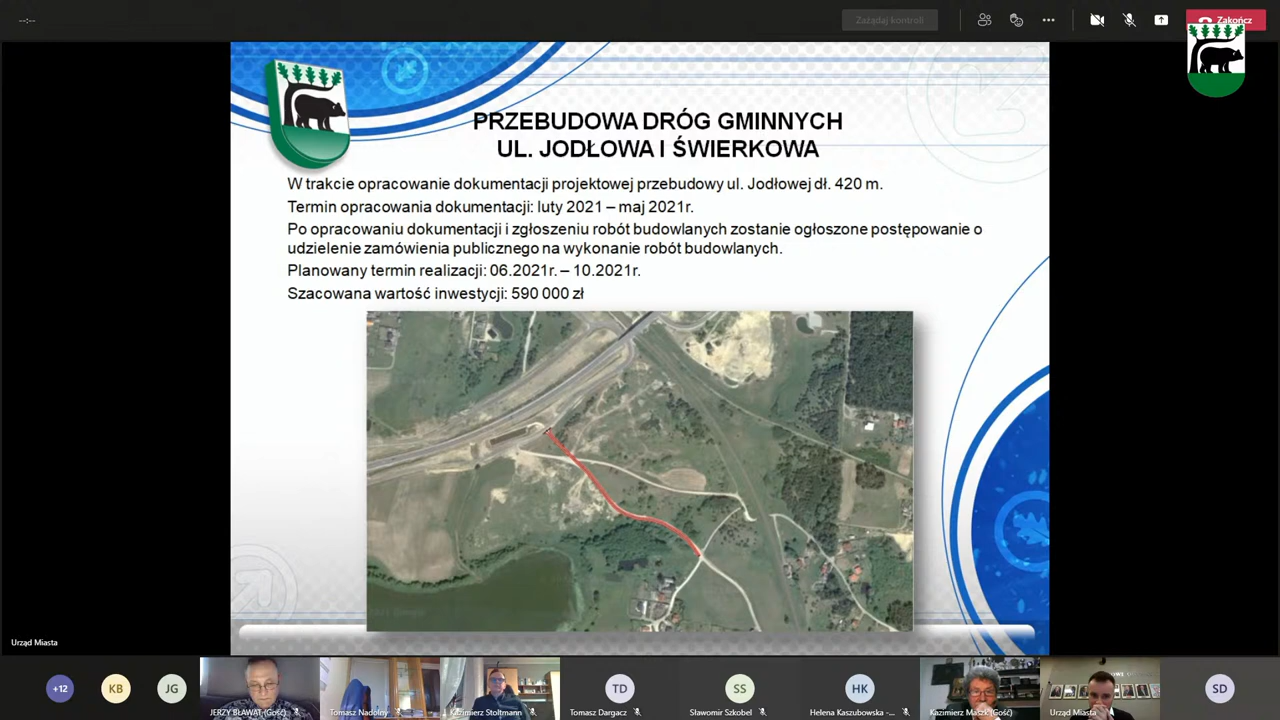 --:--
Zażądaj kontroli
Zakończ
PRZEBUDOWA DRÓG GMINNYCH
UL. JODŁOWA I ŚWIERKOWA
W trakcie opracowanie dokumentacji projektowej przebudowy ul. Jodłowej dł. 420 m.
Termin opracowania dokumentacji: luty 2021 – maj 2021r.
Po opracowaniu dokumentacji i zgłoszeniu robót budowlanych zostanie ogłoszone postępowanie o
udzielenie zamówienia publicznego na wykonanie robót budowlanych.
Planowany termin realizacji: 06.2021r. – 10.2021r.
Szacowana wartość inwestycji: 590 000 zł
Urząd Miasta
+12
KB
JG
JERZY BŁAWAT (Gość)
Tomasz Nadolny
Kazimierz Stoltmann
TD
Tomasz Dargacz
SS
Sławomir Szkobel
HK
Helena Kaszubowska -...
Kazimierz Maszk (Gość)
Urząd Miasta
SD